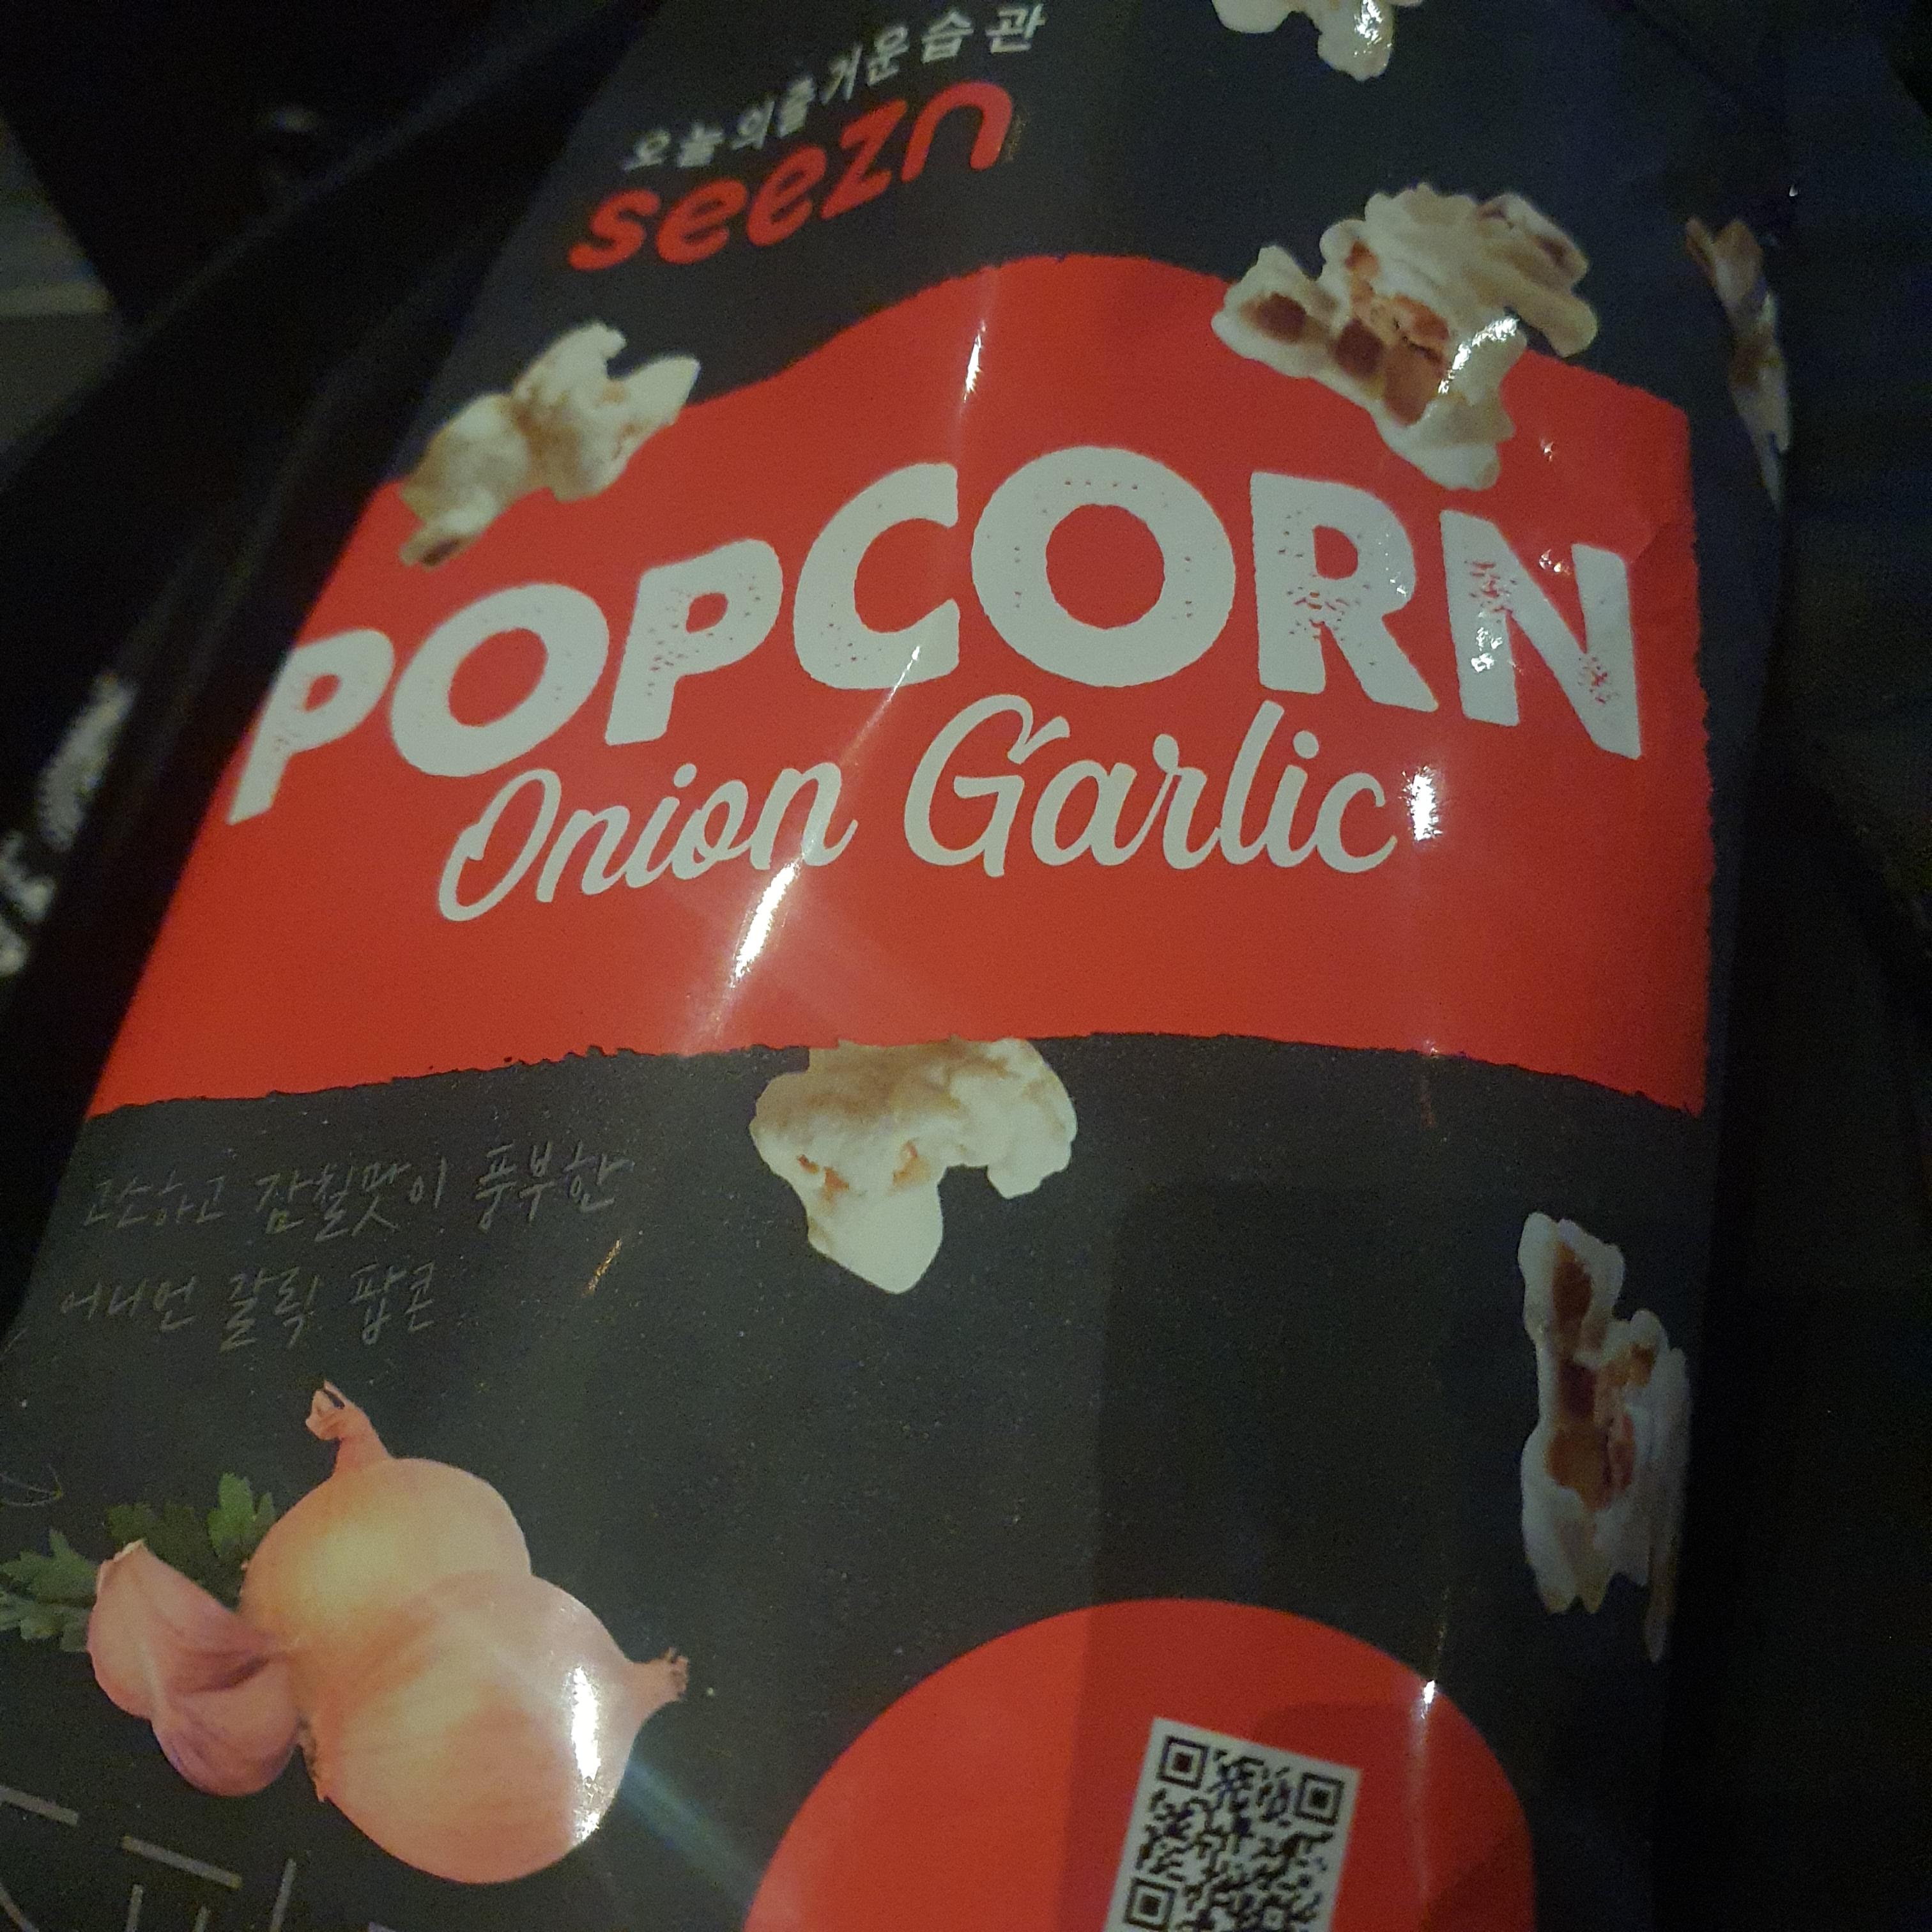 오늘의 즐거운 습관
seezn
POPCORN
Onion Garlic
고소하고 감칠맛이 풍부한
어니언 갈릭 팝콘